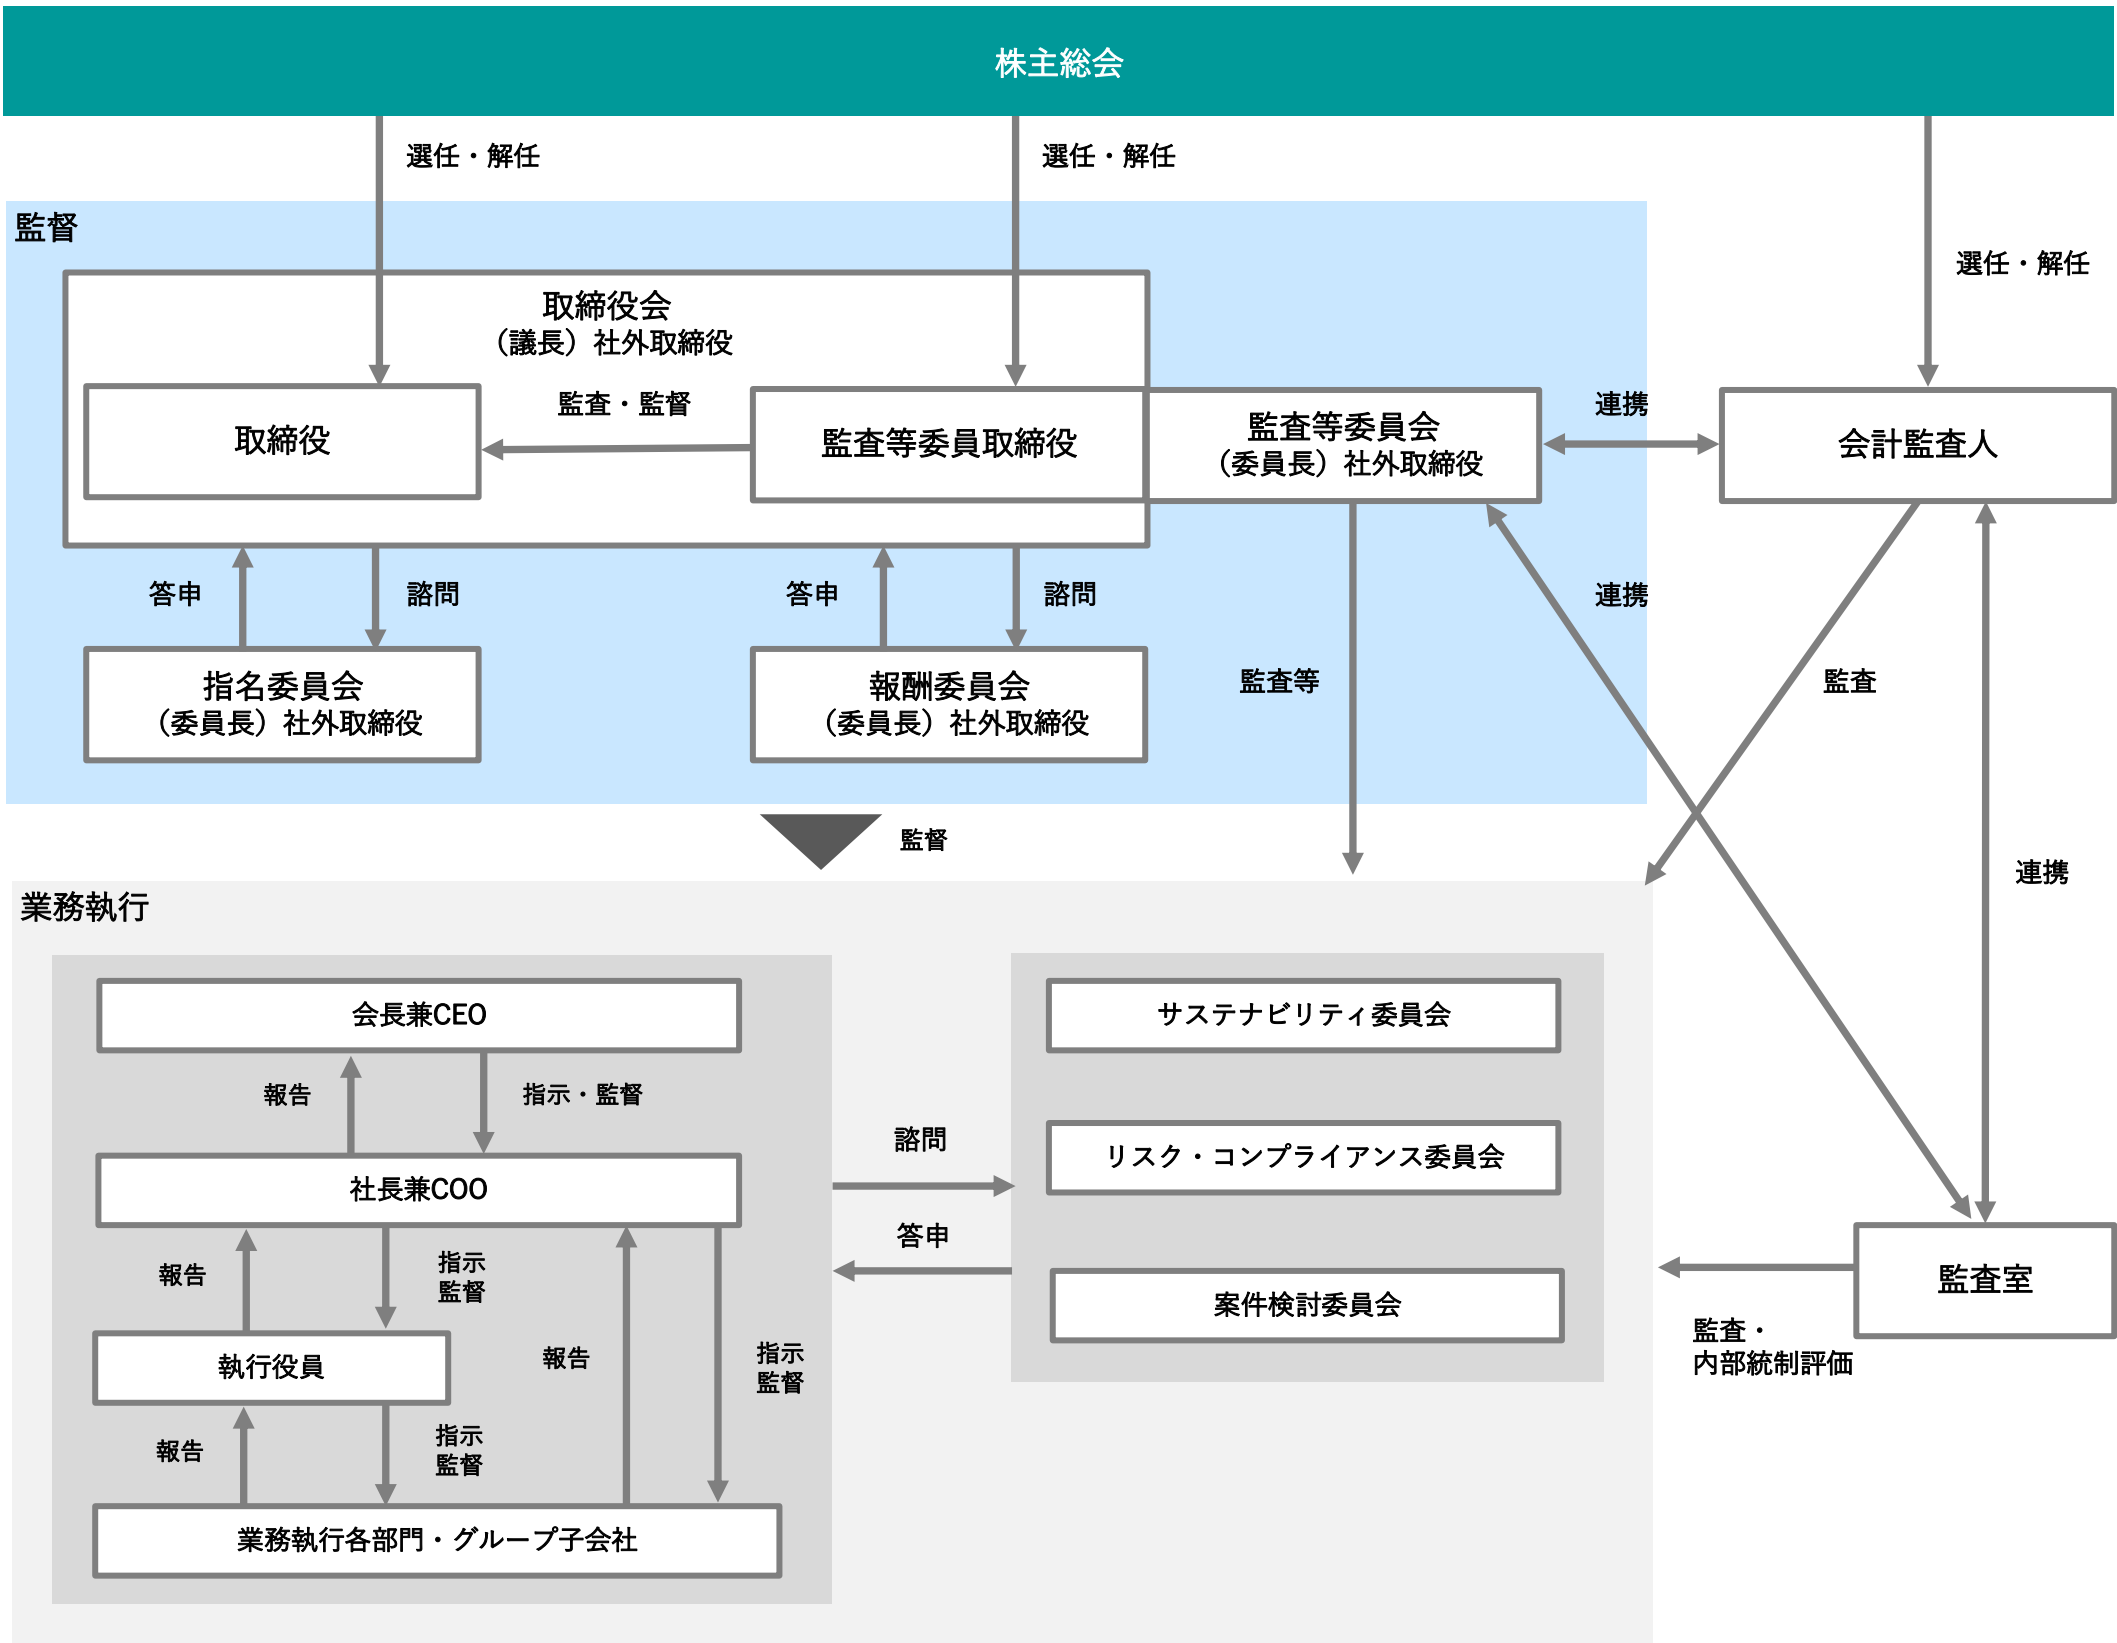 株主総会
選任・解任
選任・解任
選任・解任
監督
取締役会
（議長）社外取締役
監査・監督
取締役
監査等委員取締役
監査等委員会
（委員長）社外取締役
連携
会計監査人
答申
諮問
答申
諮問
連携
指名委員会
（委員長）社外取締役
報酬委員会
（委員長）社外取締役
監査等
監査
監督
連携
業務執行
会長兼CEO
報告
指示・監督
社長兼COO
報告
指示
監督
執行役員
報告
指示
監督
報告
指示
監督
業務執行各部門・グループ子会社
諮問
答申
サステナビリティ委員会
リスク・コンプライアンス委員会
案件検討委員会
監査室
監査・
内部統制評価